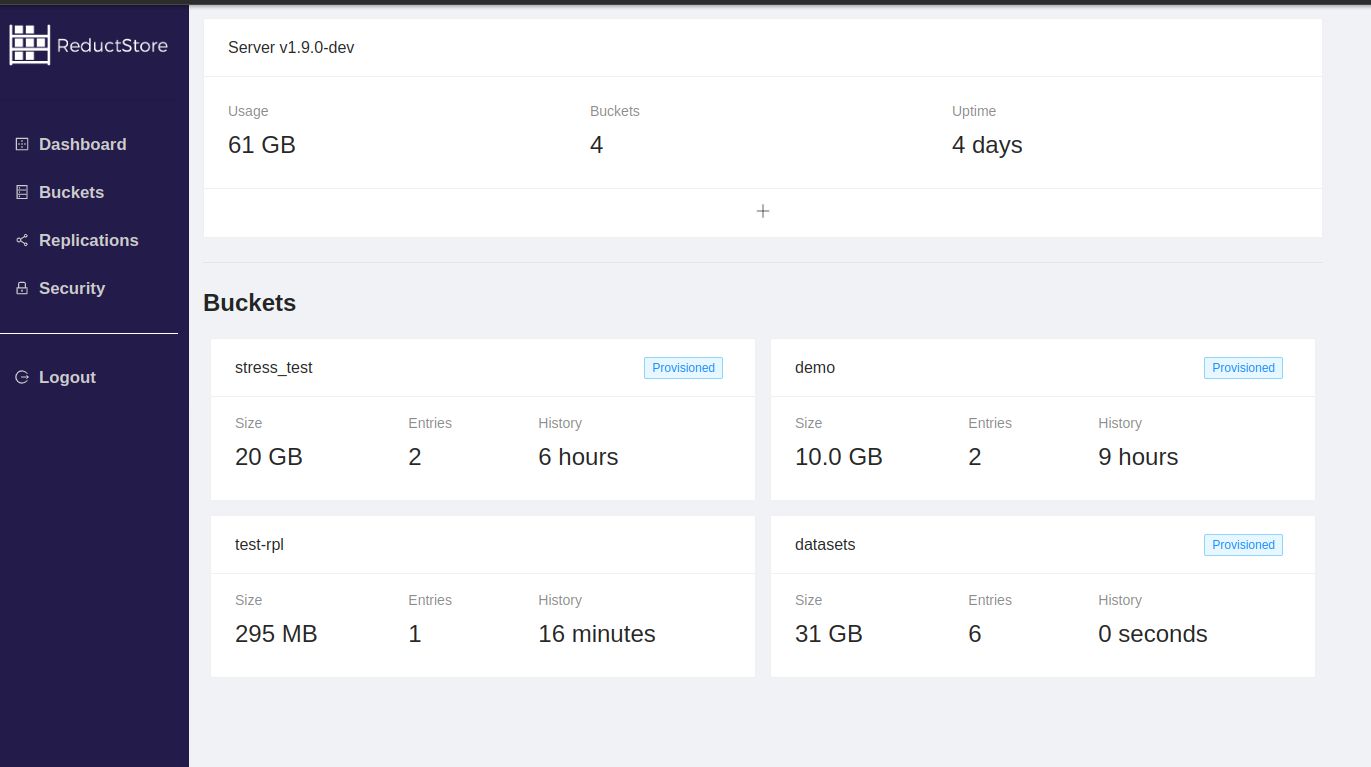 ReductStore
Dashboard
Buckets
Replications
Security
Logout
Server v1.9.0-dev
Usage Buckets Uptime
61 GB 4 4 days
Buckets
stress_test Provisioned
Size Entries History
20 GB 2 6 hours
demo Provisioned
Size Entries History
10.0 GB 2 9 hours
test-rpl
Size Entries History
295 MB 1 16 minutes
datasets Provisioned
Size Entries History
31 GB 6 0 seconds